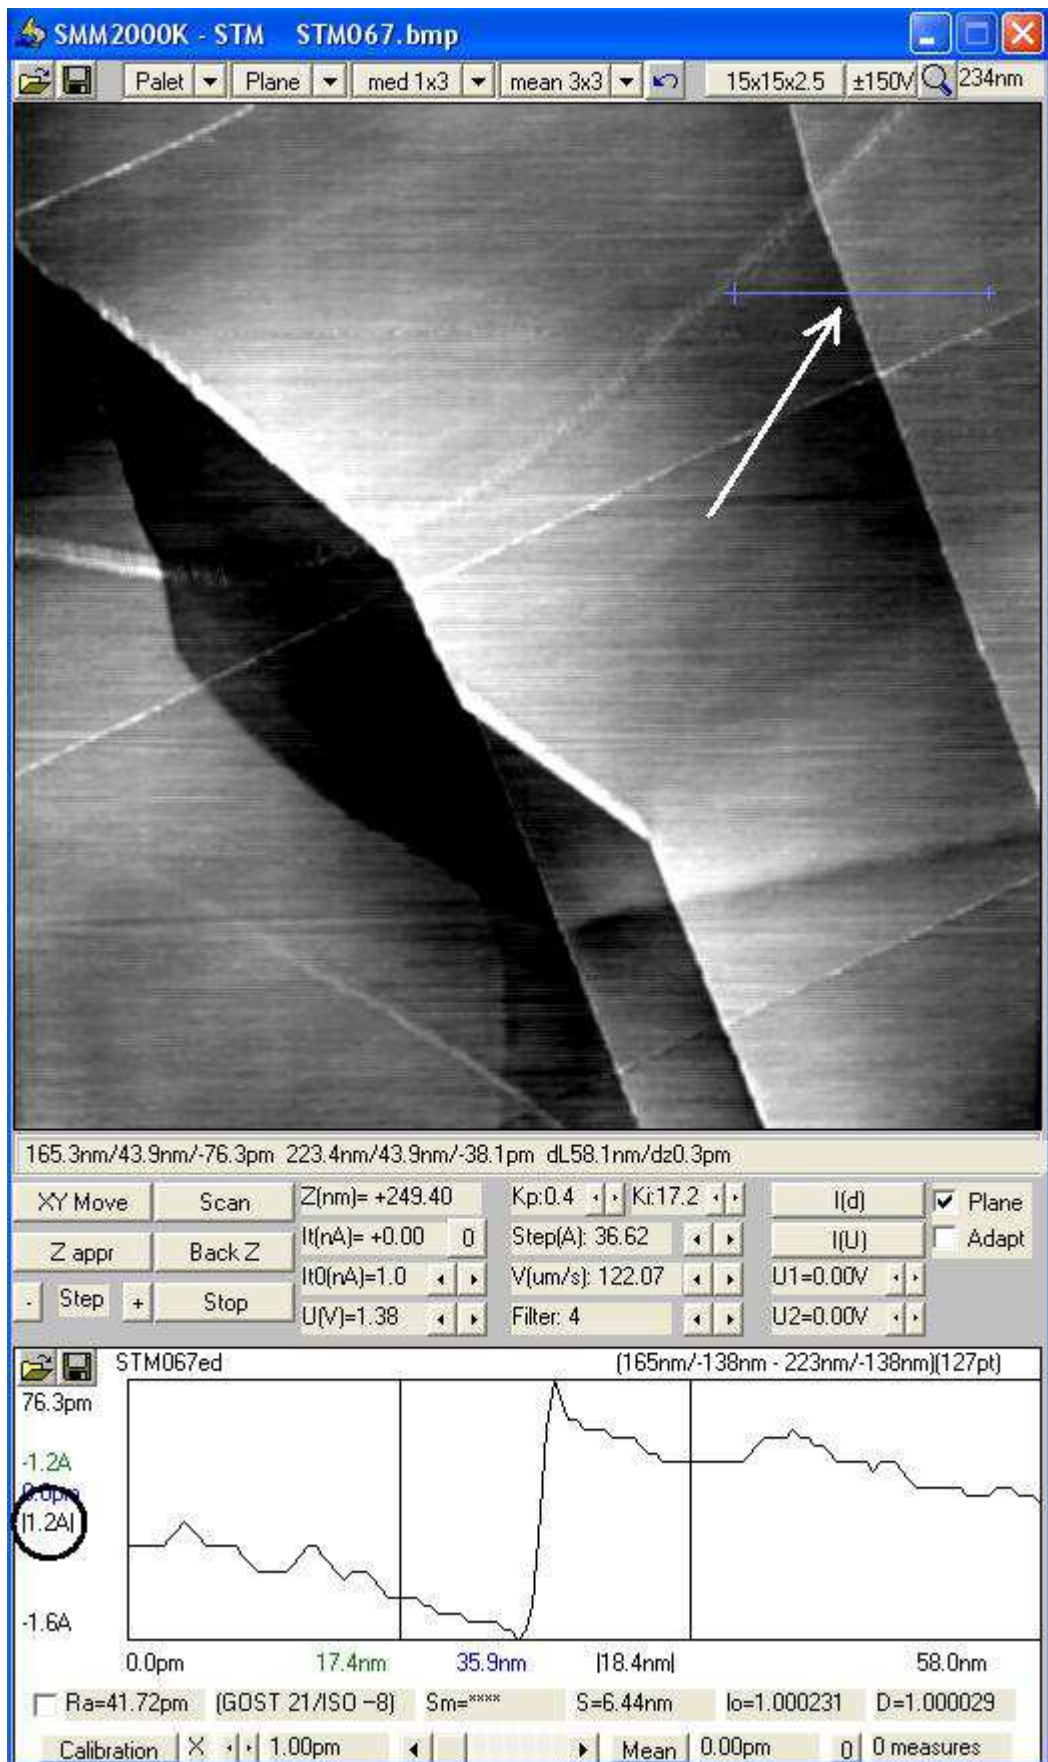 SMM2000K - STM STM067.bmp
Palet Plane med 1x3 mean 3x3 15x15x2.5 ±150V 234nm
165.3nm/43.9nm/-76.3pm 223.4nm/43.9nm/-38.1pm dL58.1nm/dz0.3pm
XY Move Scan Z(nm)= +249.40 Kp:0.4 Ki:17.2 I(d) Plane
Z appr Back Z It(nA)= +0.00 0 Step(A): 36.62 I(U) Adapt
It0(nA)=1.0 V(um/s): 122.07 U1=0.00V
- Step + Stop U(V)=1.38 Filter: 4 U2=0.00V
STM067ed (165nm/-138nm - 223nm/-138nm)(127pt)
76.3pm
-1.2A
0.0pm
|1.2A|
-1.6A
0.0pm 17.4nm 35.9nm |18.4nm| 58.0nm
Ra=41.72pm (GOST 21/ISO -8) Sm=**** S=6.44nm lo=1.000231 D=1.000029
Calibration X 1.00pm Mean 0.00pm 0 0 measures